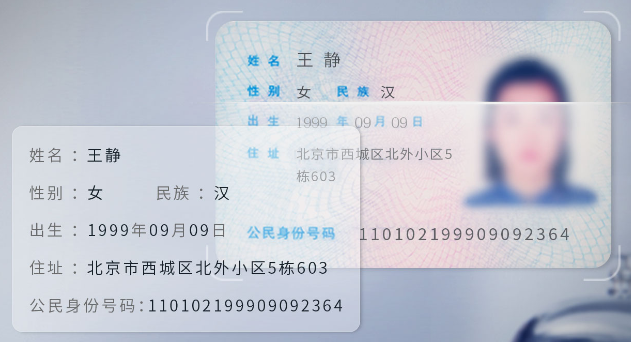 姓名 王静
性别 女 民族 汉
出生 1999 年 09 月 09 日
住址 北京市西城区北外小区5
栋603
公民身份号码 110102199909092364
姓名：王静
性别：女 民族：汉
出生：1999年09月09日
住址：北京市西城区北外小区5栋603
公民身份号码:110102199909092364